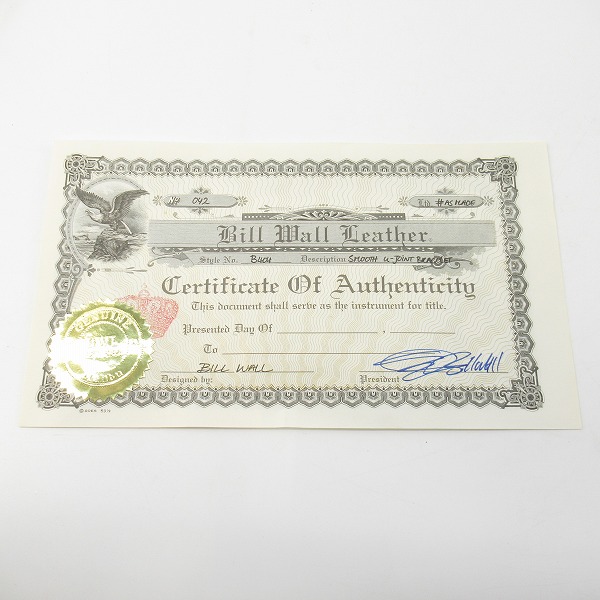 No. 042 Ltd. #AS MADE
Bill Wall Leather.
Style No. B404 Description SMOOTH U-JOINT BRACELET
Certificate Of Authenticity
This document shall serve as the instrument for title.
Presented Day Of
To
BILL WALL
Designed by: President
GENUINE